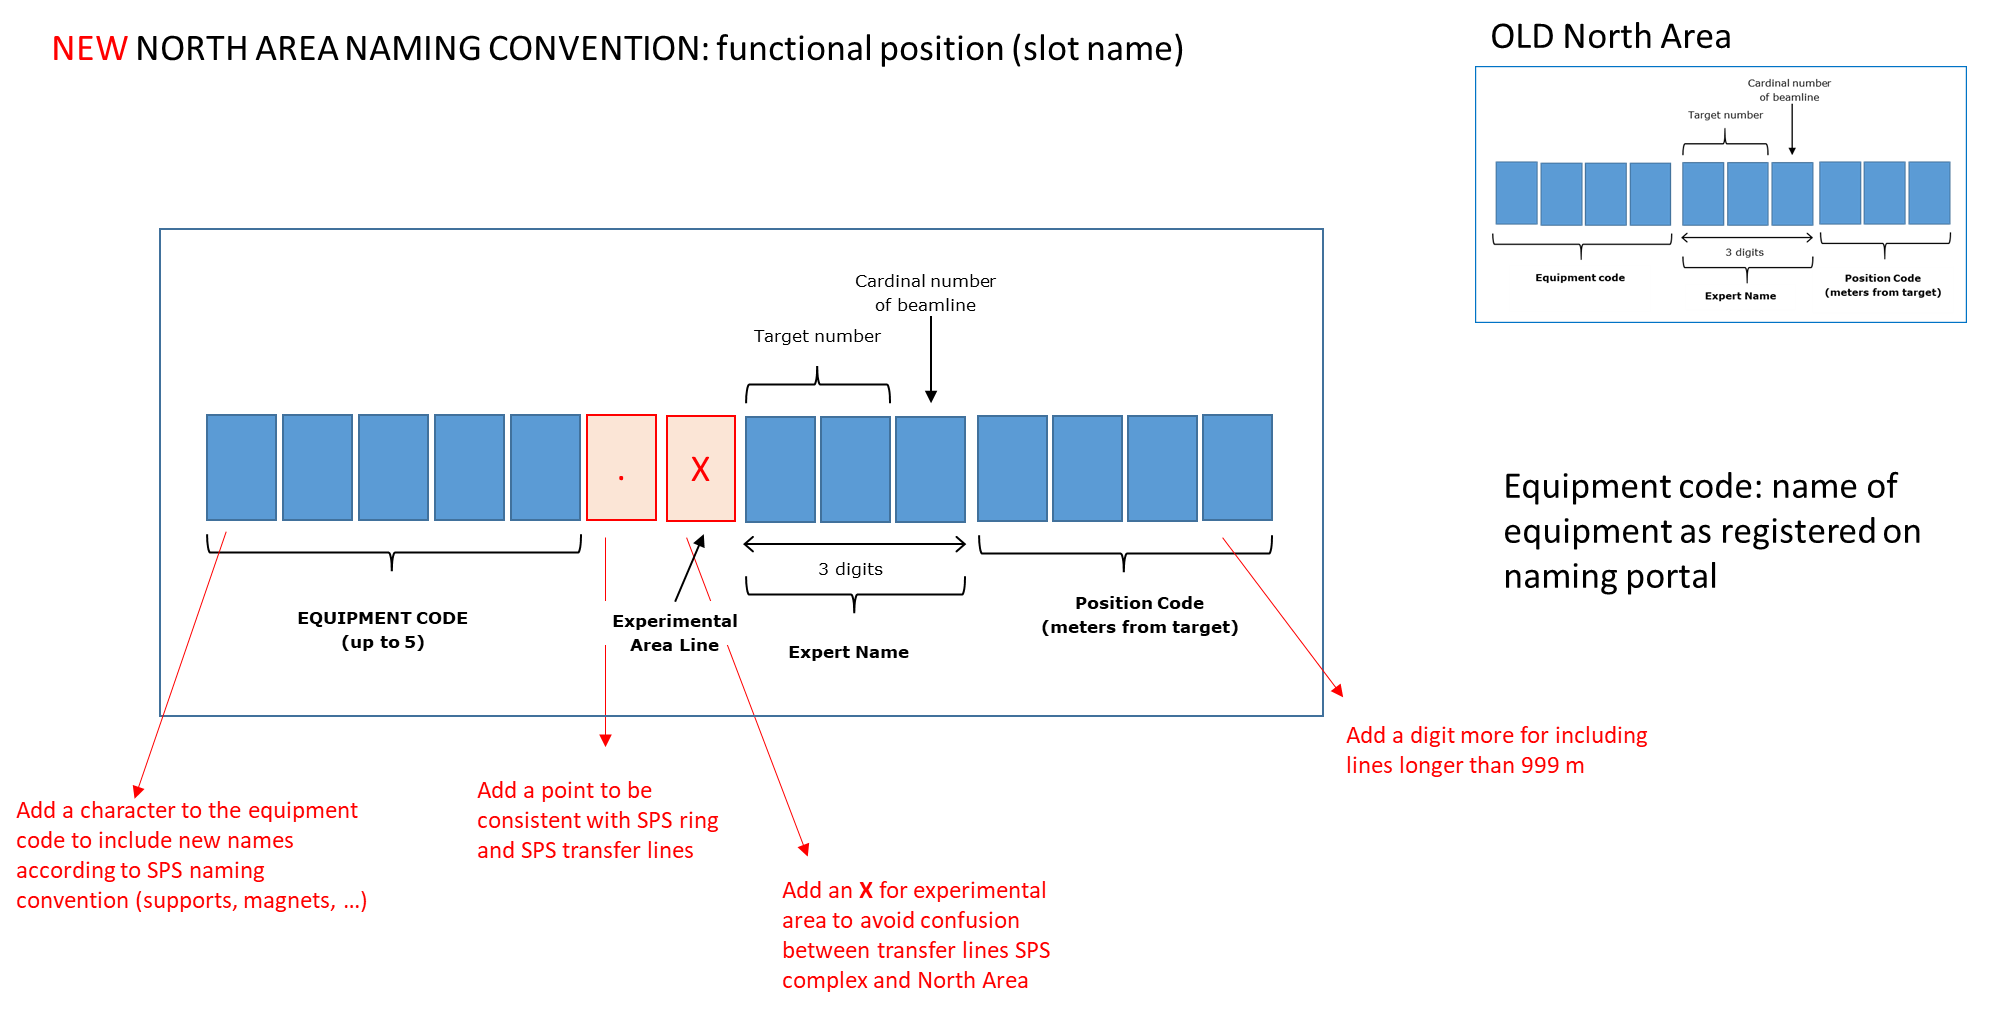 NEW NORTH AREA NAMING CONVENTION: functional position (slot name)
OLD North Area
Cardinal number
of beamline
Target number
3 digits
Equipment code
Expert Name
Position Code
(meters from target)
Cardinal number
of beamline
Target number
.
X
3 digits
EQUIPMENT CODE
(up to 5)
Experimental
Area Line
Expert Name
Position Code
(meters from target)
Equipment code: name of
equipment as registered on
naming portal
Add a character to the equipment
code to include new names
according to SPS naming
convention (supports, magnets, ...)
Add a point to be
consistent with SPS ring
and SPS transfer lines
Add an X for experimental
area to avoid confusion
between transfer lines SPS
complex and North Area
Add a digit more for including
lines longer than 999 m